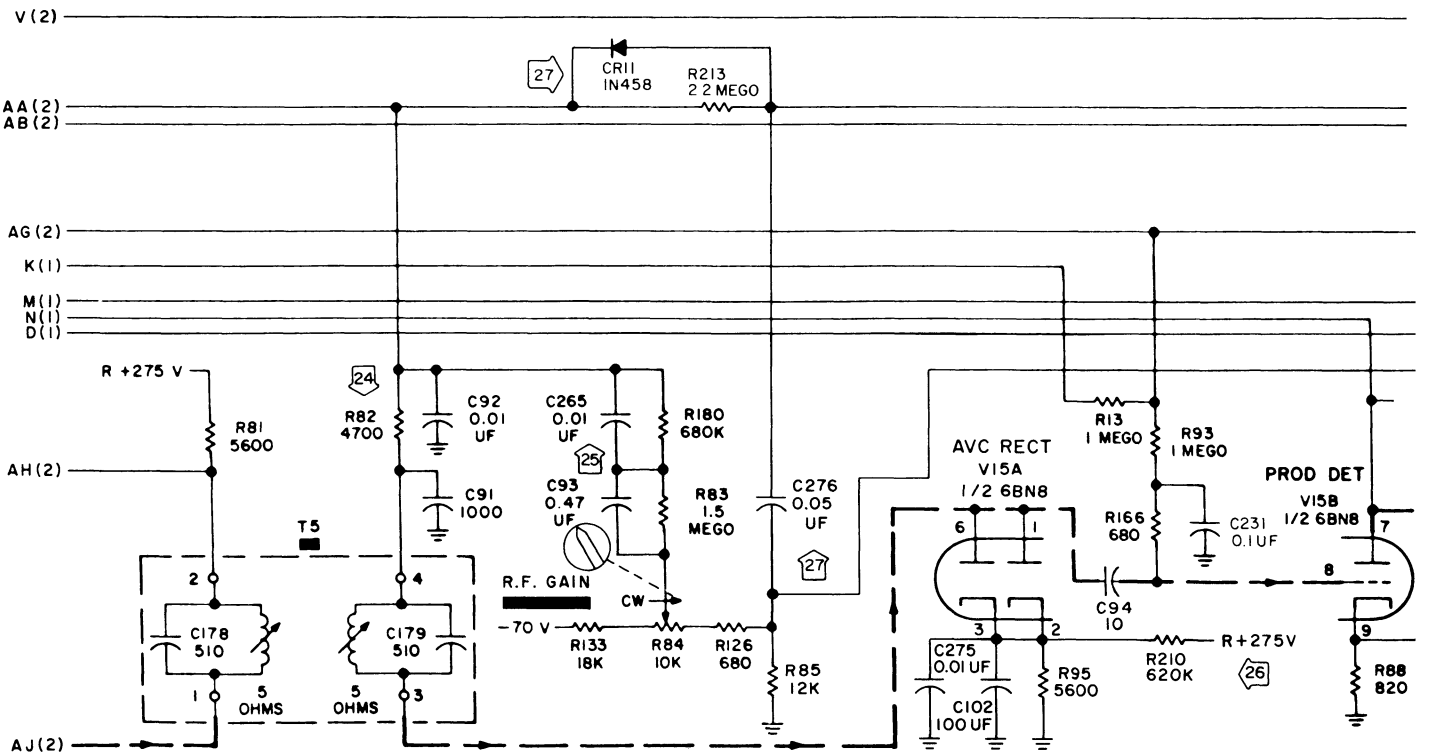 V(2)
27
CR11
1N458
R213
2 2 MEGO
AA(2)
AB(2)
AG(2)
K(1)
M(1)
N(1)
D(1)
R +275 V
24
R81
5600
R82
4700
C92
0.01
UF
C265
0.01
UF
R180
680K
R13
1 MEGO
R93
1 MEGO
AH(2)
25
C91
1000
C93
0.47
UF
R83
1.5
MEGO
C276
0.05
UF
AVC RECT
V15A
1/2 6BN8
PROD DET
V15B
1/2 6BN8
R166
680
C231
0.1UF
T5
6
1
7
2
4
R.F. GAIN
CW
27
8
C94
10
C178
510
C179
510
-70 V
R133
18K
R84
10K
R126
680
3
2
9
R85
12K
C275
0.01UF
R95
5600
R210
620K
R+275V
26
R88
820
1
5
OHMS
5
OHMS
3
C102
100UF
AJ(2)